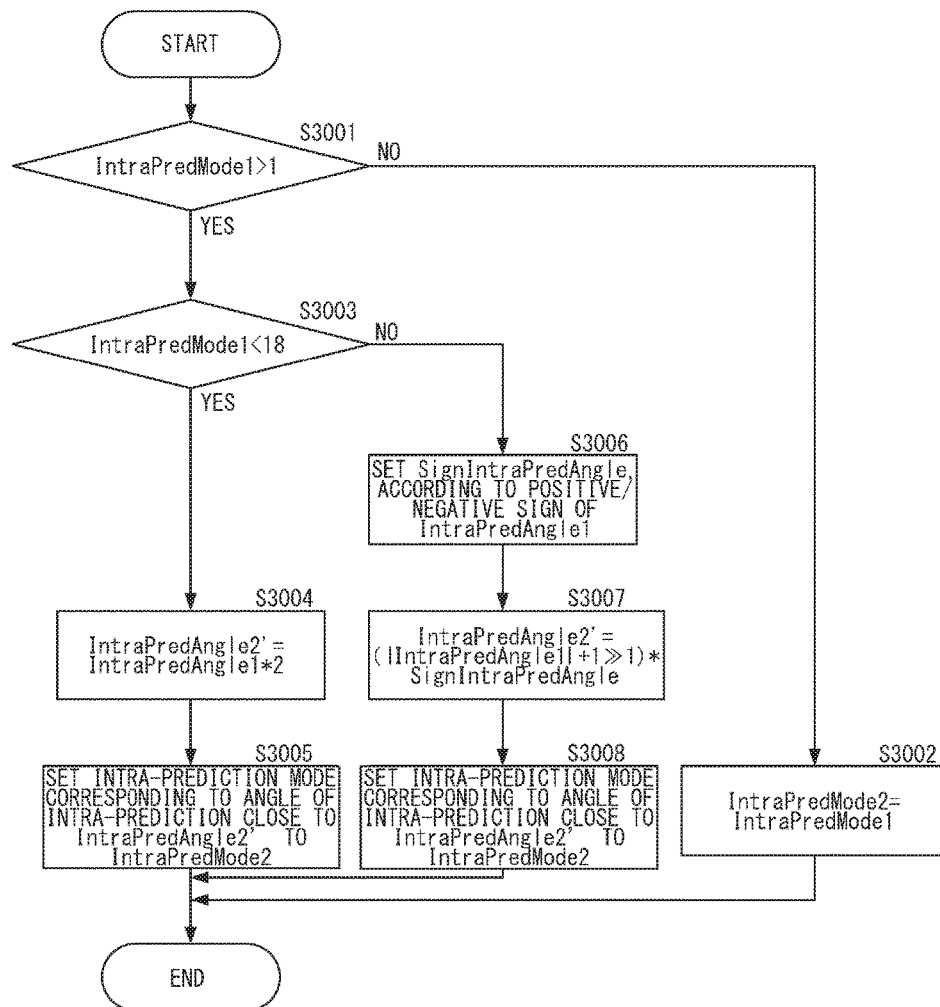 START
S3001
IntraPredMode1>1
NO
YES
S3003
IntraPredMode1<18
NO
YES
S3006
SET SignIntraPredAngle,
ACCORDING TO POSITIVE/
NEGATIVE SIGN OF
IntraPredAngle1
S3004
IntraPredAngle2'=
IntraPredAngle1*2
S3007
IntraPredAngle2'=
(|IntraPredAngle1|+1≫1)*
SignIntraPredAngle
S3005
SET INTRA-PREDICTION MODE
CORRESPONDING TO ANGLE OF
INTRA-PREDICTION CLOSE TO
IntraPredAngle2' TO
IntraPredMode2
S3008
SET INTRA-PREDICTION MODE
CORRESPONDING TO ANGLE OF
INTRA-PREDICTION CLOSE TO
IntraPredAngle2' TO
IntraPredMode2
S3002
IntraPredMode2=
IntraPredMode1
END